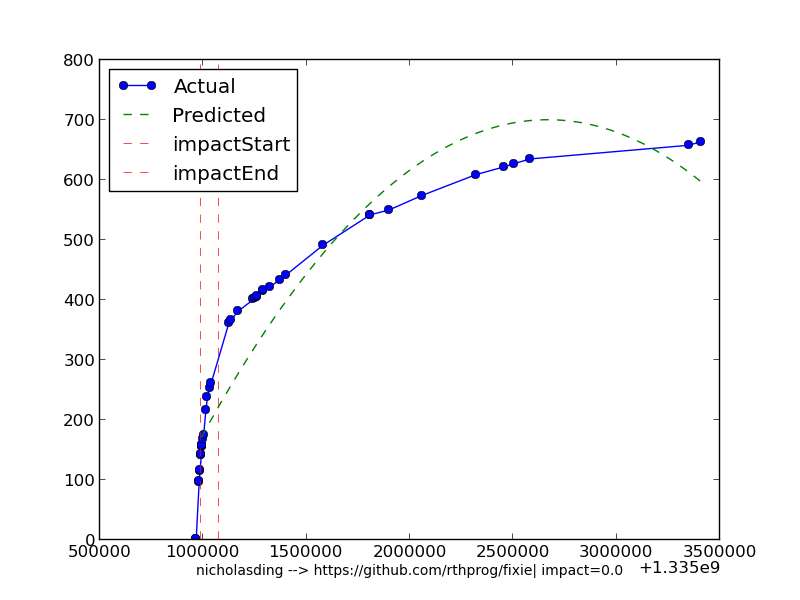 800
700
600
500
400
300
200
100
0
Actual
Predicted
impactStart
impactEnd
500000 1000000 1500000 2000000 2500000 3000000 3500000
+1.335e9
nicholasding --> https://github.com/rthprog/fixie| impact=0.0